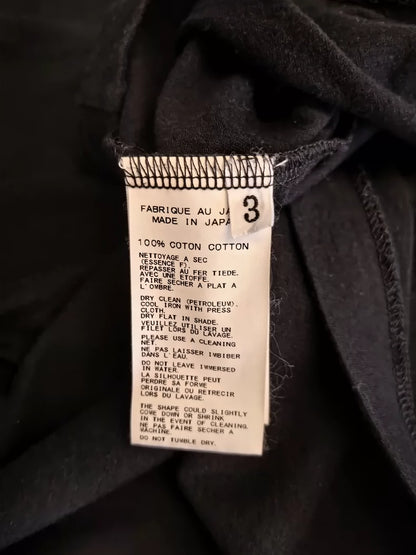 3
FABRIQUE AU JA
MADE IN JAPA
100% COTON COTTON
NETTOYAGE A SEC
(ESSENCE F).
REPASSER AU FER TIEDE.
AVEC UNE ETOFFE.
FAIRE SECHER A PLAT A
L'OMBRE.
DRY CLEAN (PETROLEUM).
COOL IRON WITH PRESS
CLOTH.
DRY FLAT IN SHADE.
VEUILLEZ UTILISER UN
FILET LORS DU LAVAGE.
PLEASE USE A CLEANING
NET.
NE PAS LAISSER IMBIBER
DANS L'EAU.
DO NOT LEAVE IMMERSED
IN WATER.
LA SILHOUETTE PEUT
PERDRE SA FORME
ORIGINALE OU RETRECIR
LORS DU LAVAGE.
THE SHAPE COULD SLIGHTLY
COME DOWN OR SHRINK
IN THE EVENT OF CLEANING.
NE PAS FAIRE SECHER A
MACHINE.
DO NOT TUMBLE DRY.